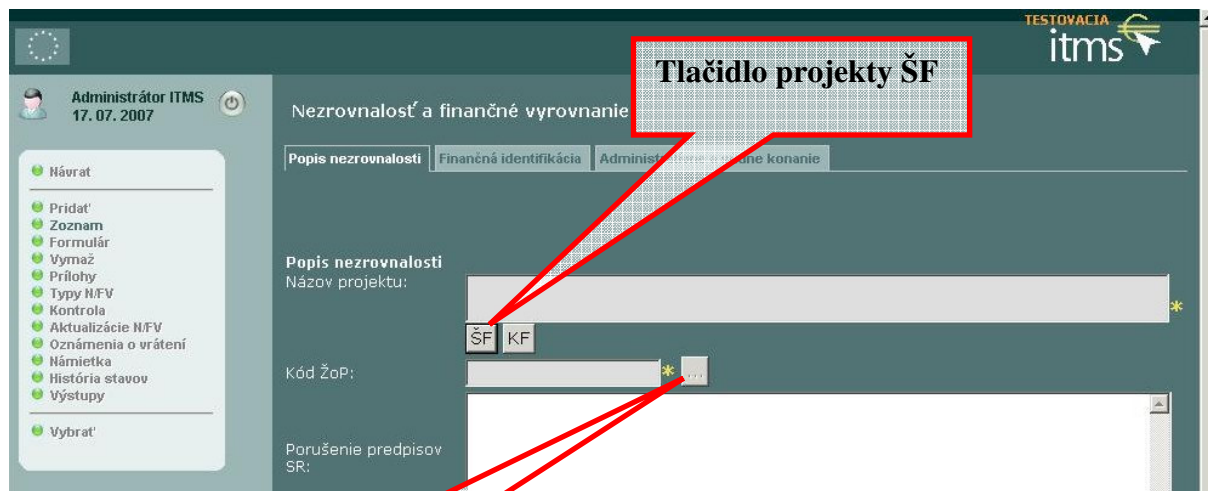 TESTOVACIA
itms
Tlačidlo projekty ŠF
Administrátor ITMS
17. 07. 2007
Nezrovnalosť a finančné vyrovnanie
Popis nezrovnalosti
Finančná identifikácia
konanie
Návrat
Pridať
Zoznam
Formulár
Vymaž
Prílohy
Typy N/FV
Kontrola
Aktualizácie N/FV
Oznámenia o vrátení
Námietka
História stavov
Výstupy
Vybrať
Popis nezrovnalosti
Názov projektu:
*
ŠF KF
Kód ŽoP: * ...
Porušenie predpisov
SR: